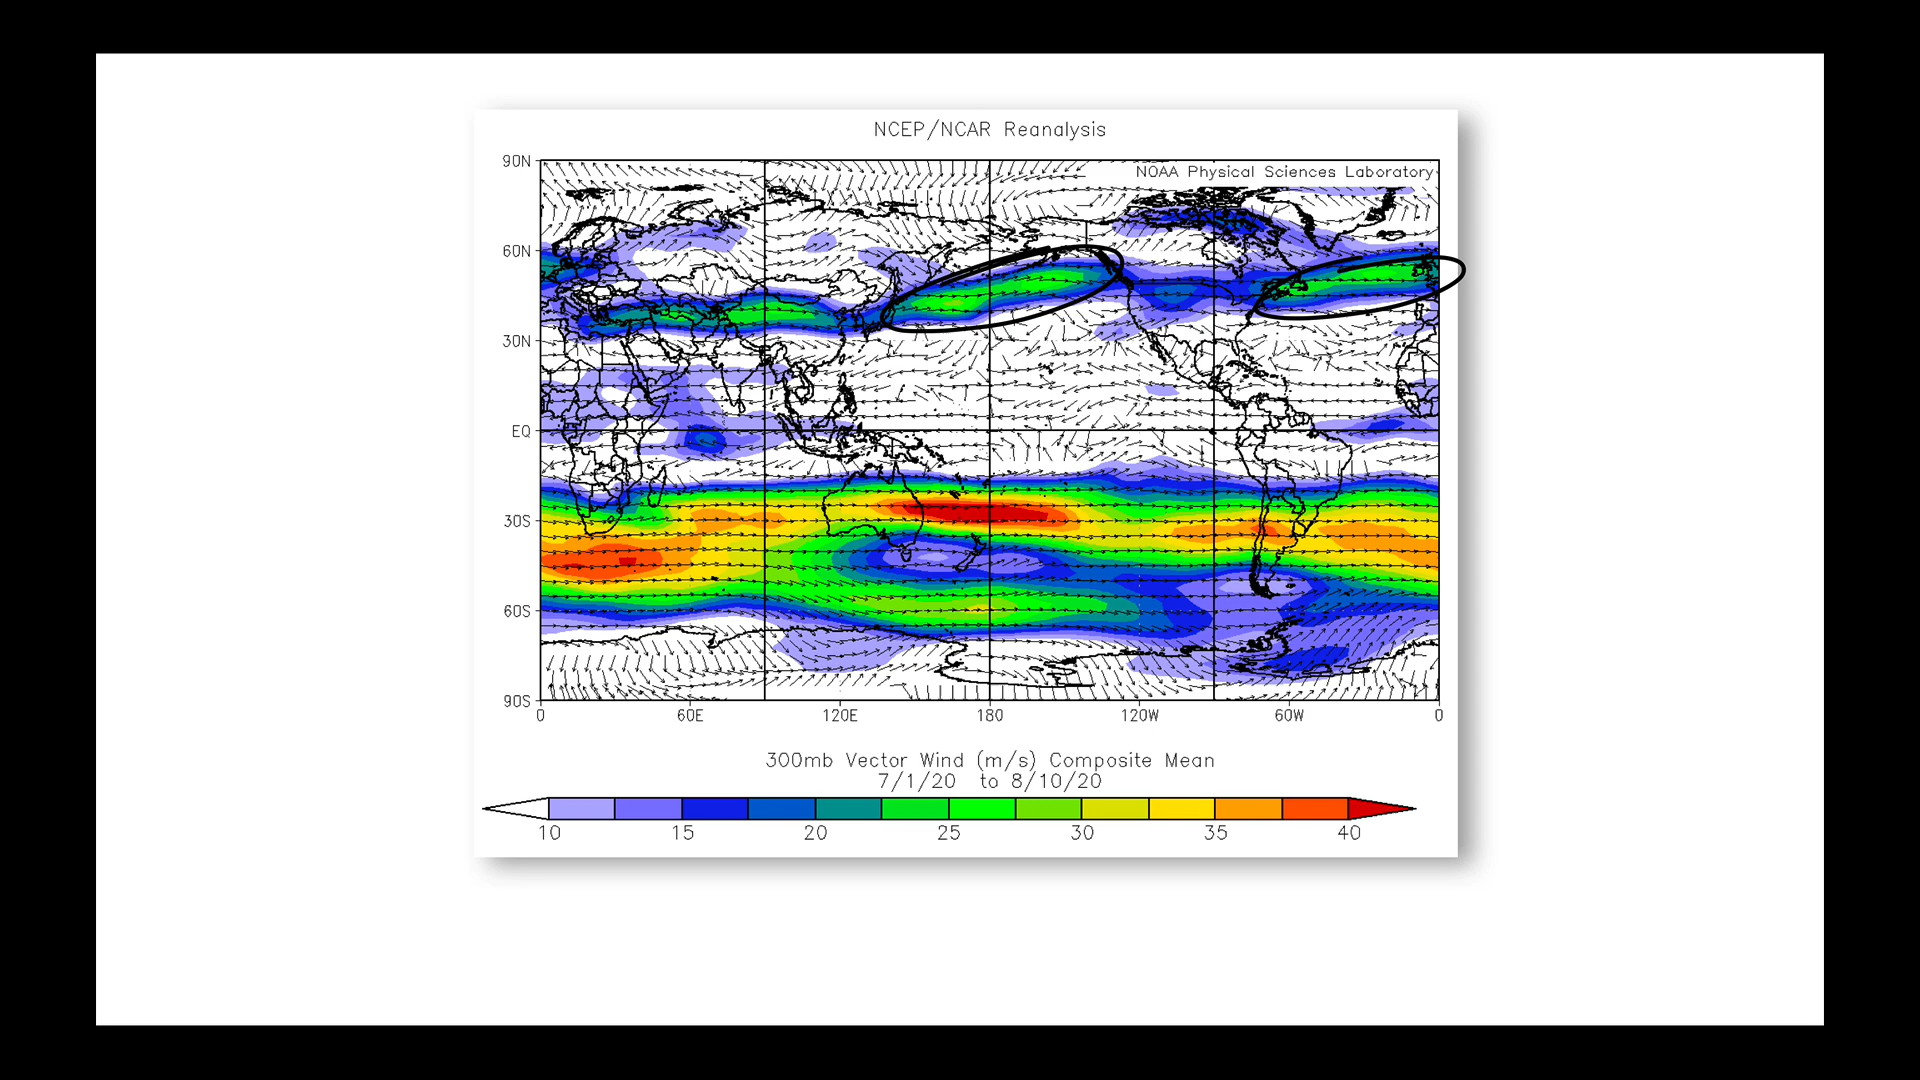 NCEP/NCAR Reanalysis
NOAA Physical Sciences Laboratory
90N
60N
30N
EQ
30S
60S
90S
0 60E 120E 180 120W 60W 0
300mb Vector Wind (m/s) Composite Mean
7/1/20 to 8/10/20
10 15 20 25 30 35 40